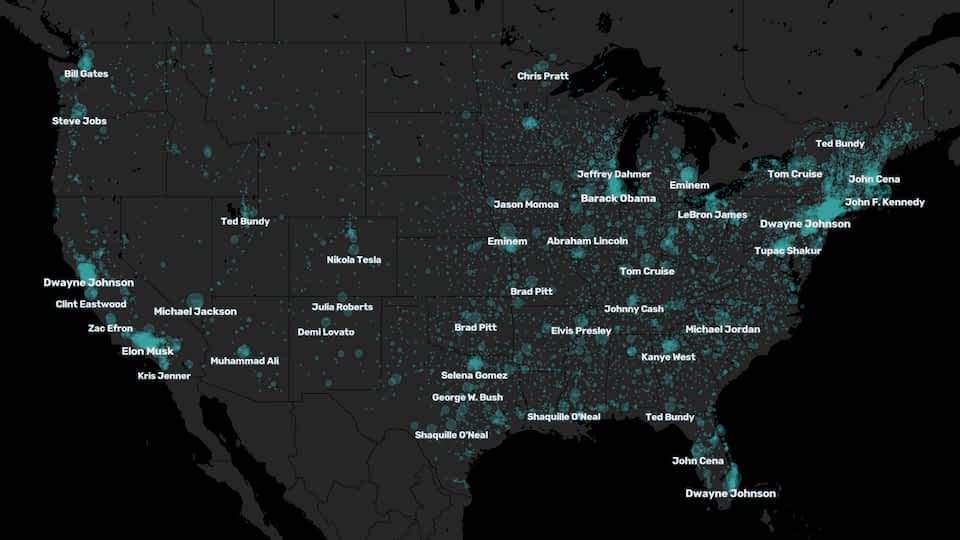 Bill Gates
Chris Pratt
Steve Jobs
Ted Bundy
Jeffrey Dahmer
Tom Cruise
John Cena
Eminem
Barack Obama
Jason Momoa
John F. Kennedy
LeBron James
Ted Bundy
Dwayne Johnson
Eminem
Abraham Lincoln
Tupac Shakur
Nikola Tesla
Tom Cruise
Dwayne Johnson
Brad Pitt
Clint Eastwood
Michael Jackson
Julia Roberts
Johnny Cash
Zac Efron
Demi Lovato
Brad Pitt
Elvis Presley
Michael Jordan
Elon Musk
Muhammad Ali
Kanye West
Kris Jenner
Selena Gomez
George W. Bush
Shaquille O'Neal
Ted Bundy
Shaquille O'Neal
John Cena
Dwayne Johnson